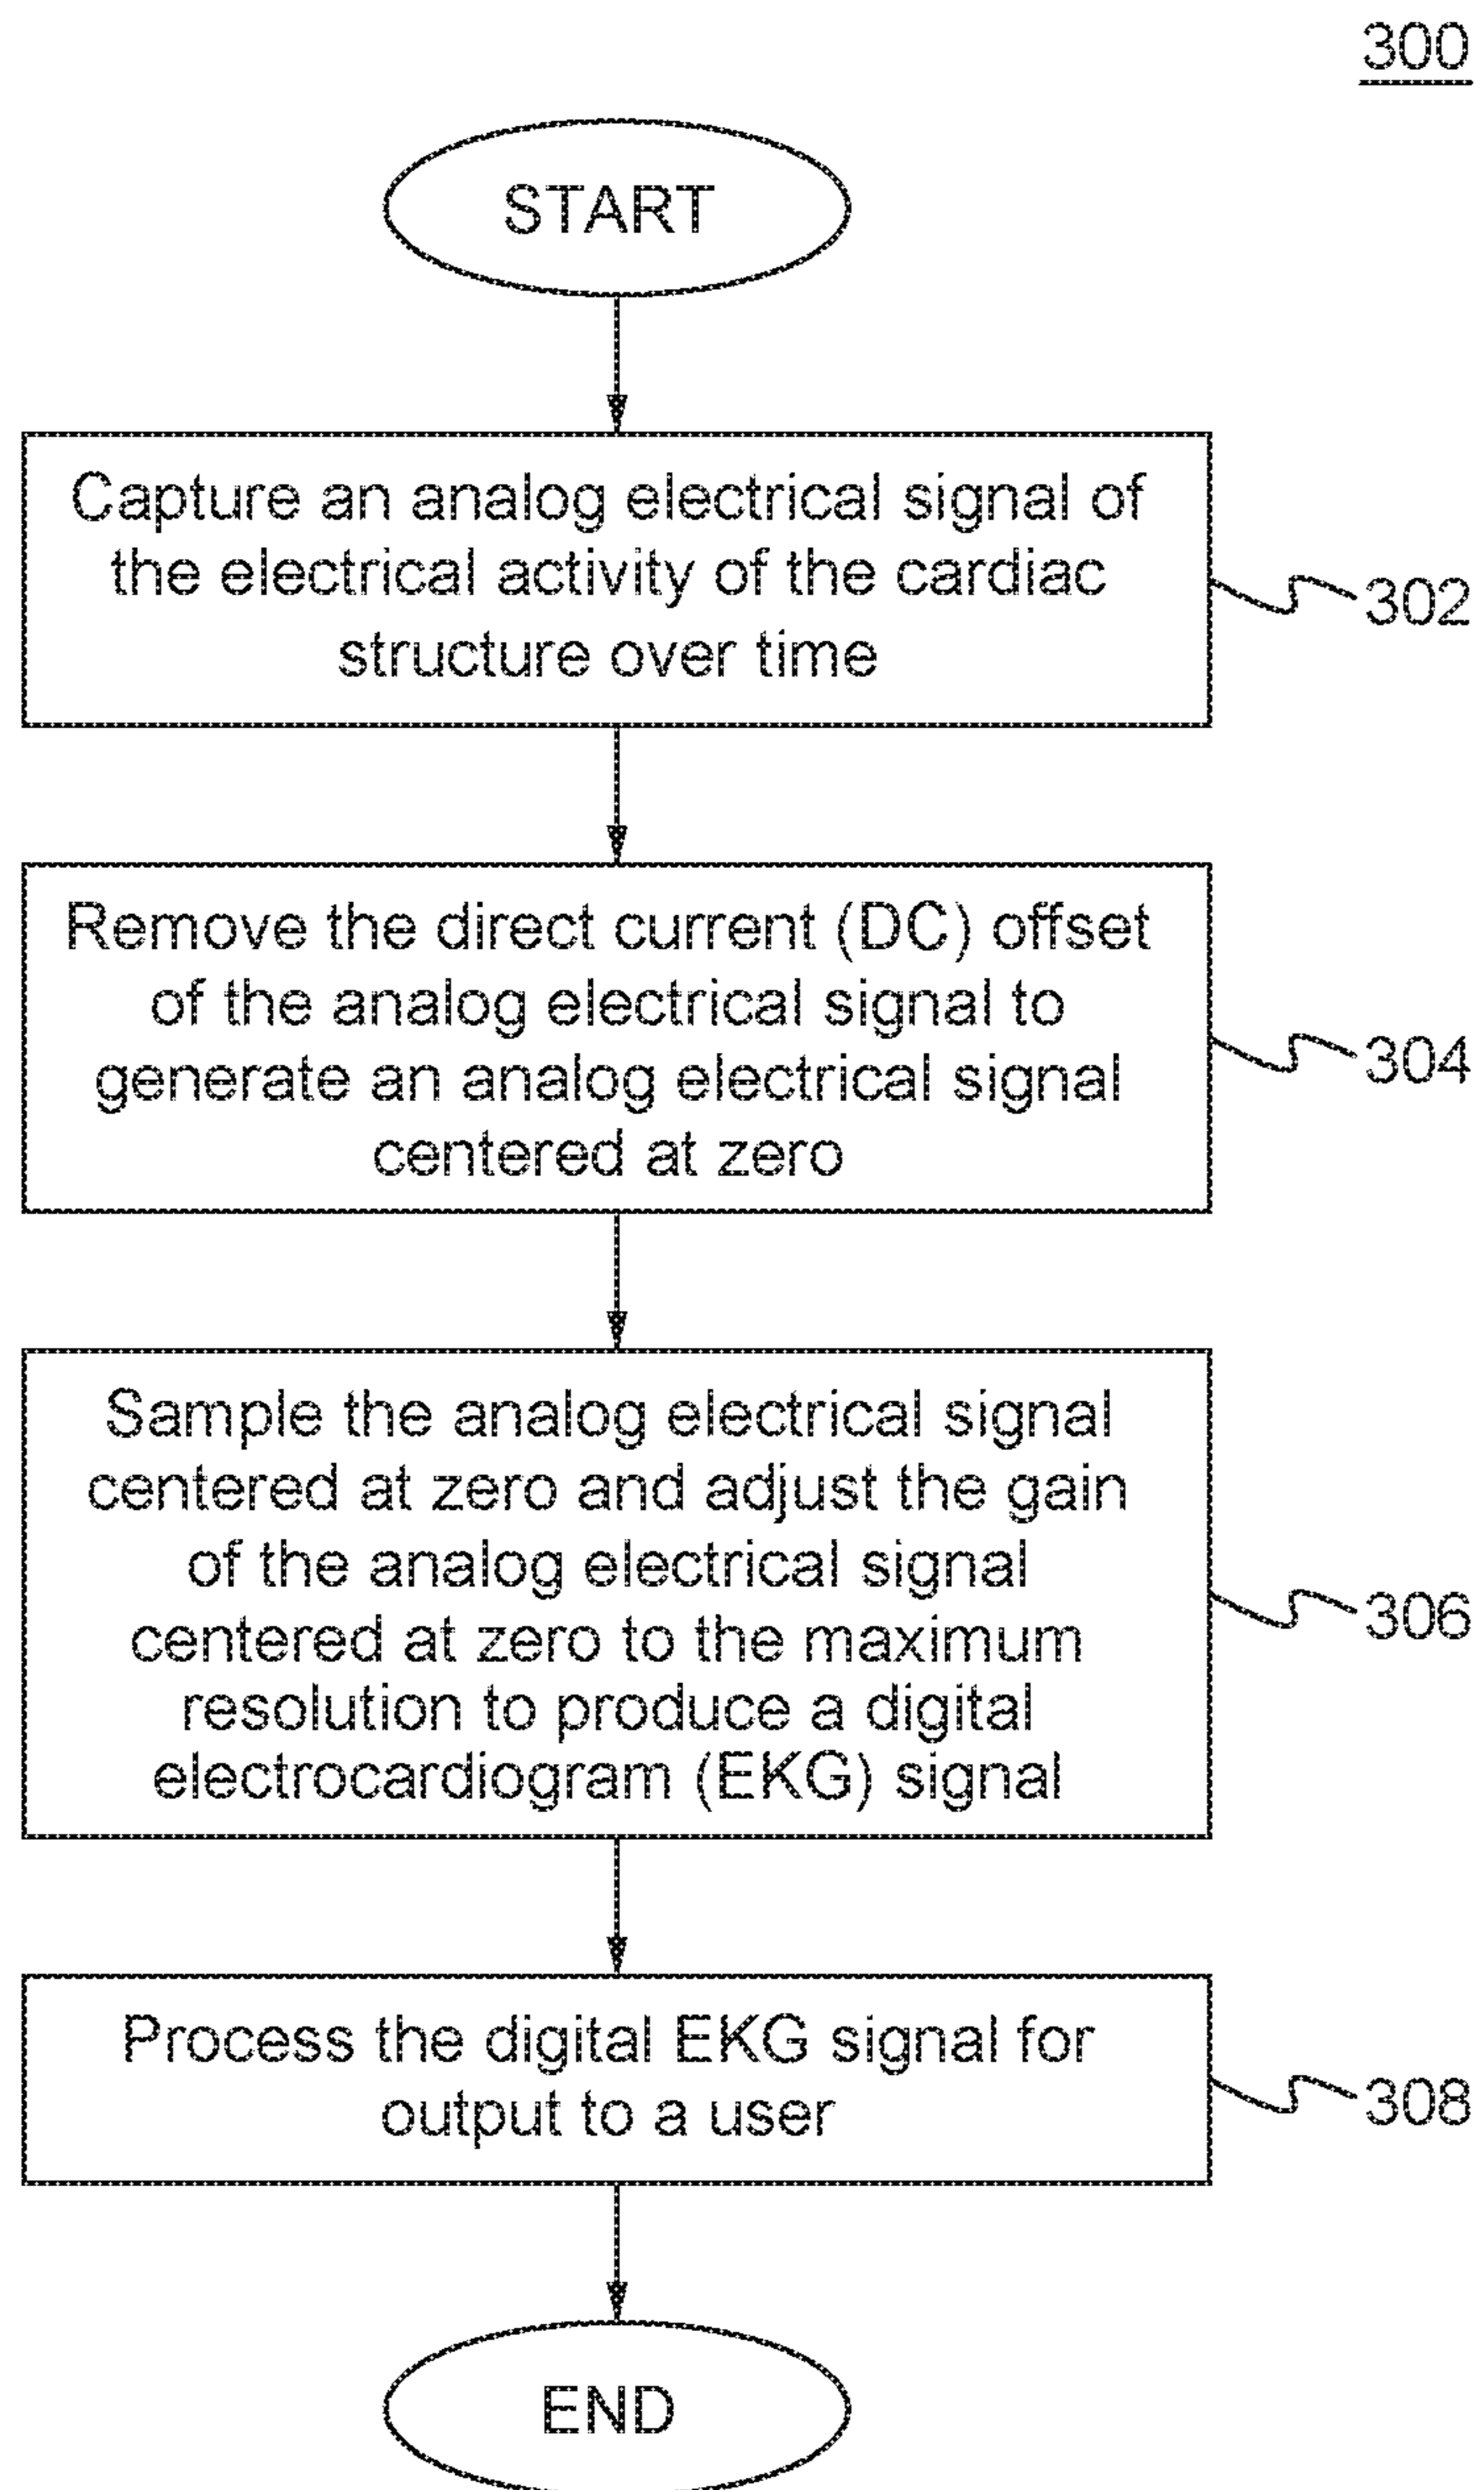 300
START
Capture an analog electrical signal of
the electrical activity of the cardiac
structure over time
302
Remove the direct current (DC) offset
of the analog electrical signal to
generate an analog electrical signal
centered at zero
304
Sample the analog electrical signal
centered at zero and adjust the gain
of the analog electrical signal
centered at zero to the maximum
resolution to produce a digital
electrocardiogram (EKG) signal
306
Process the digital EKG signal for
output to a user
308
END